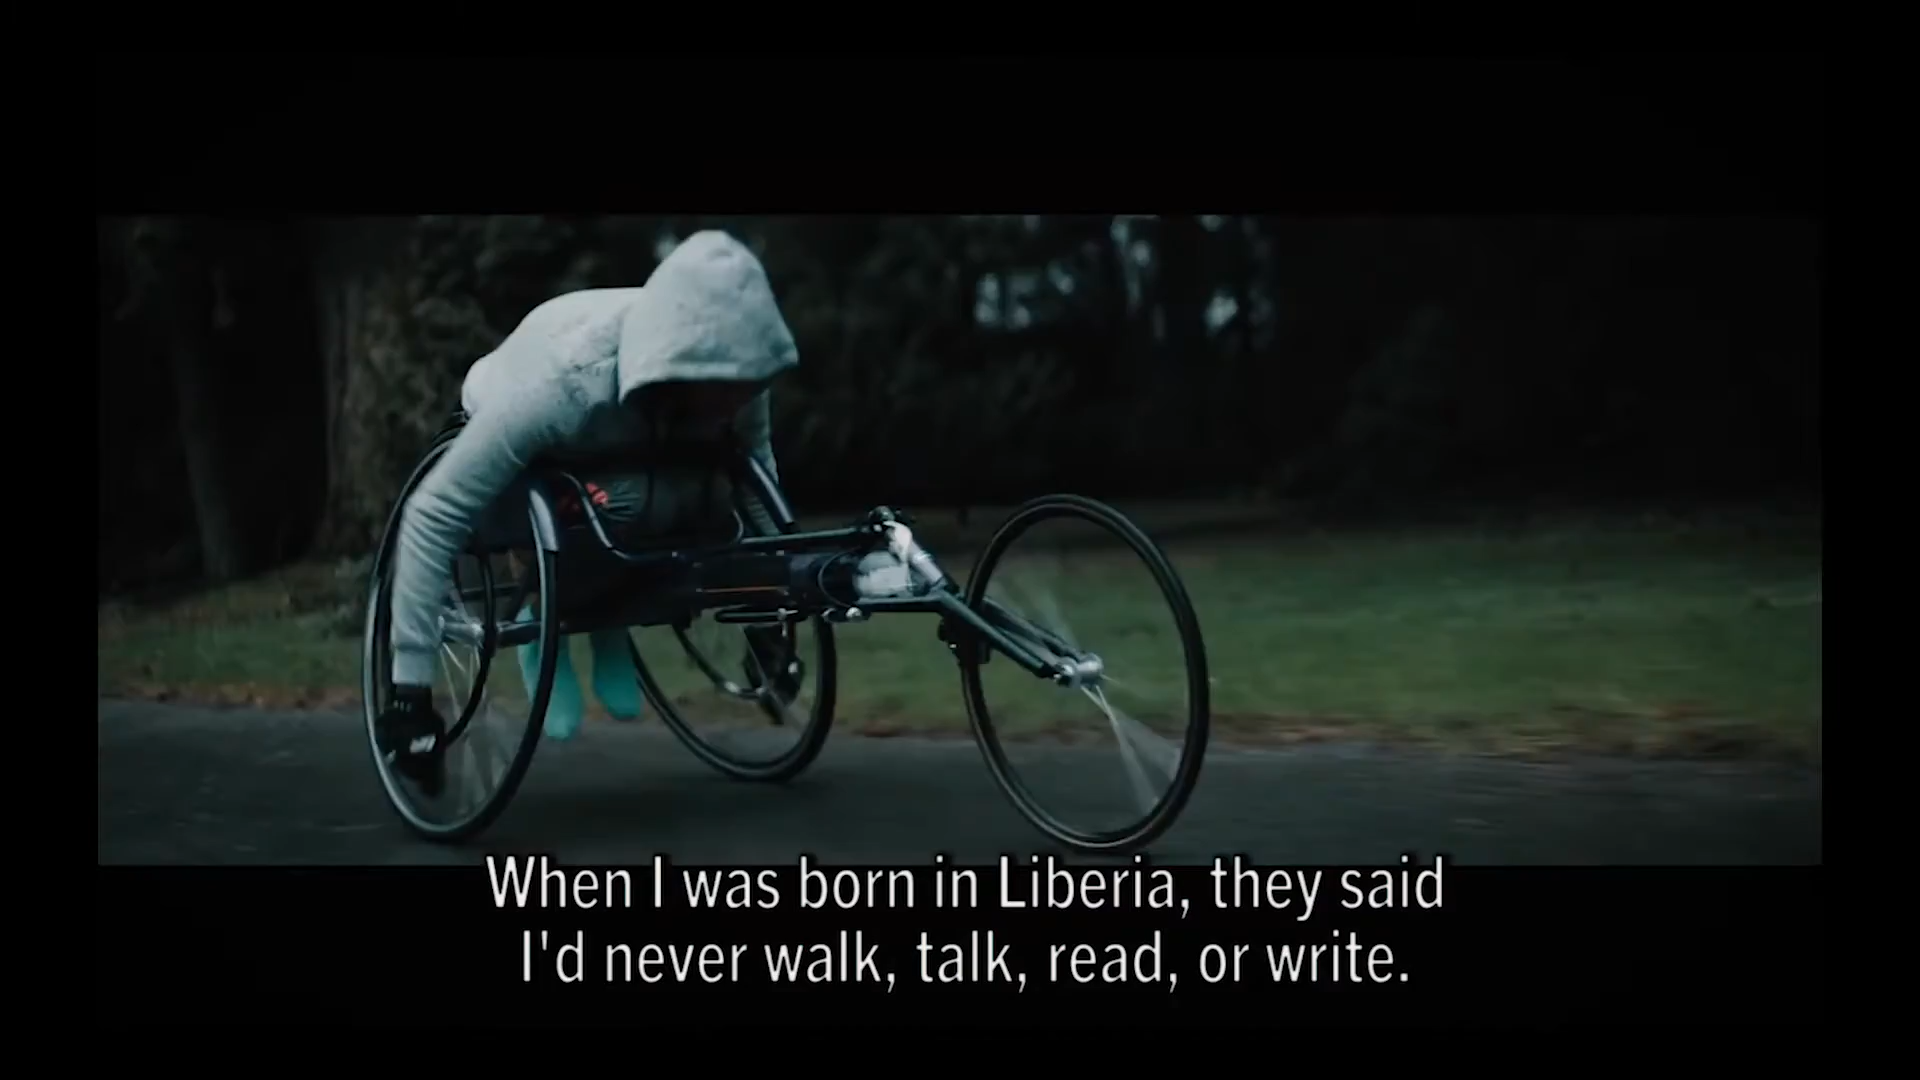 When I was born in Liberia, they said
I'd never walk, talk, read, or write.